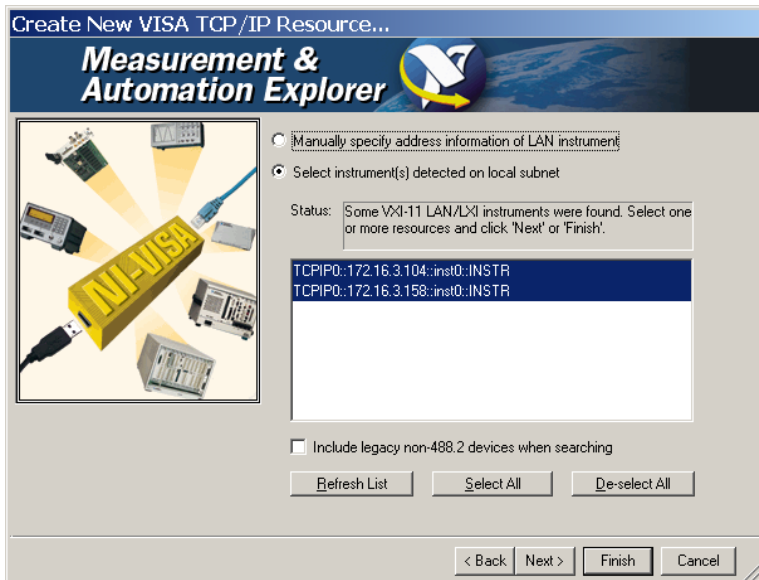 Create New VISA TCP/IP Resource...
Measurement &
Automation Explorer
NI-VISA
Manually specify address information of LAN instrument
Select instrument(s) detected on local subnet
Status:
Some VXI-11 LAN/LXI instruments were found. Select one
or more resources and click 'Next' or 'Finish'.
TCPIP0::172.16.3.104::inst0::INSTR
TCPIP0::172.16.3.158::inst0::INSTR
Include legacy non-488.2 devices when searching
Refresh List
Select All
De-select All
< Back
Next >
Finish
Cancel